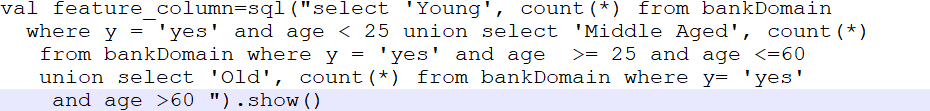 val feature_column=sql("select 'Young', count(*) from bankDomain
where y = 'yes' and age < 25 union select 'Middle Aged', count(*)
from bankDomain where y = 'yes' and age >= 25 and age <=60
union select 'Old', count(*) from bankDomain where y= 'yes'
and age >60 ").show()